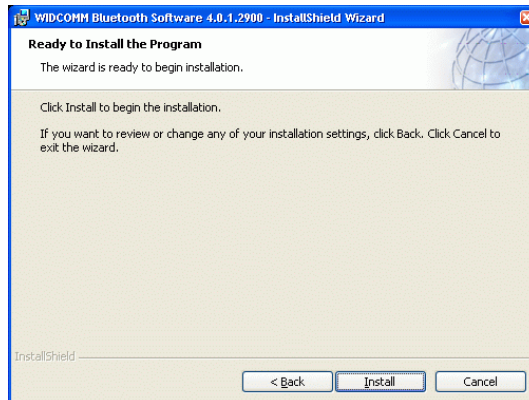 WIDCOMM Bluetooth Software 4.0.1.2900 - InstallShield Wizard
Ready to Install the Program
The wizard is ready to begin installation.
Click Install to begin the installation.
If you want to review or change any of your installation settings, click Back. Click Cancel to
exit the wizard.
InstallShield
< Back
Install
Cancel